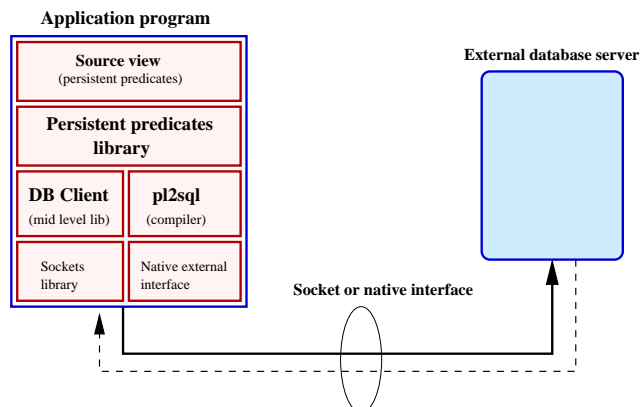 Application program
Source view
(persistent predicates)
Persistent predicates
library
DB Client
(mid level lib)
pl2sql
(compiler)
Sockets
library
Native external
interface
External database server
Socket or native interface